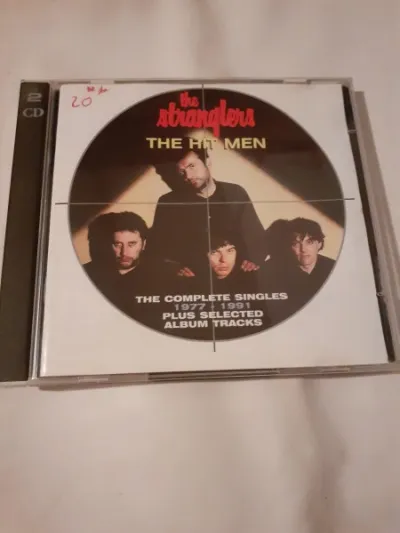 2
CD
20
the
stranglers
THE HIT MEN
THE COMPLETE SINGLES
1977 - 1991
PLUS SELECTED
ALBUM TRACKS